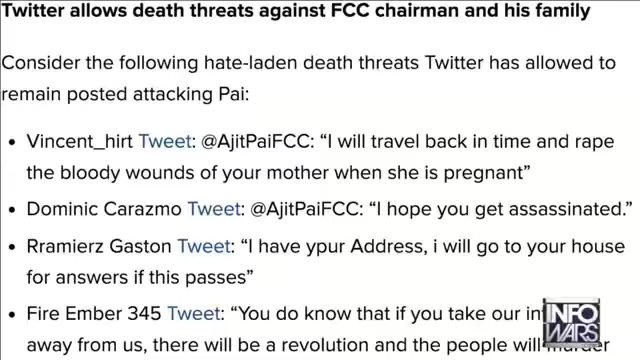 Twitter allows death threats against FCC chairman and his family
Consider the following hate-laden death threats Twitter has allowed to
remain posted attacking Pai:
• Vincent_hirt Tweet: @AjitPaiFCC: “I will travel back in time and rape
the bloody wounds of your mother when she is pregnant”
• Dominic Carazmo Tweet: @AjitPaiFCC: “I hope you get assassinated.”
• Rramierz Gaston Tweet: “I have ypur Address, i will go to your house
for answers if this passes”
• Fire Ember 345 Tweet: “You do know that if you take our
away from us, there will be a revolution and the people will murder
INFO
WARS